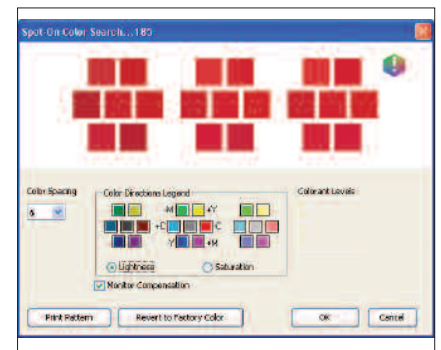 Spot-On Color Search...185
Color Spacing
6
Color Directions Legend
-M +Y
+C -C
-Y +M
Lightness Saturation
Colorant Levels
Monitor Compensation
Print Pattern Revert to Factory Color OK Cancel